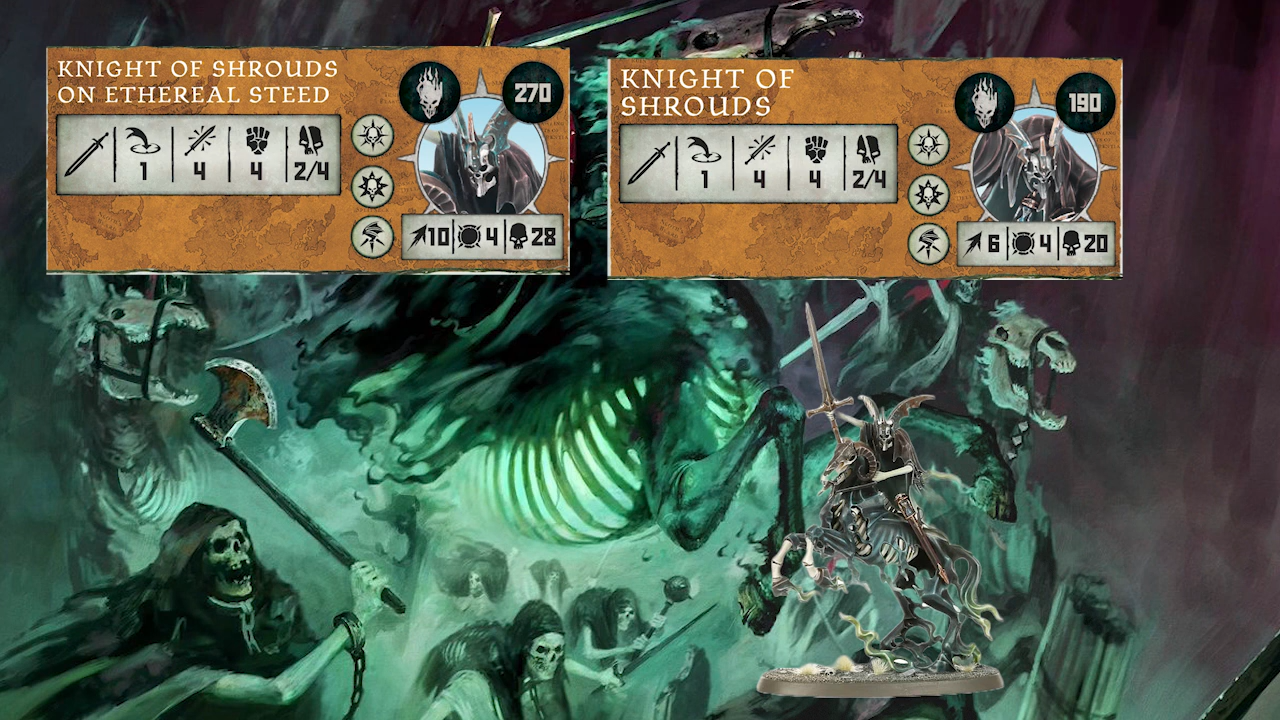 KNIGHT OF SHROUDS
ON ETHEREAL STEED
270
1 4 4 2/4
10 4 28
KNIGHT OF
SHROUDS
190
1 4 4 2/4
6 4 20